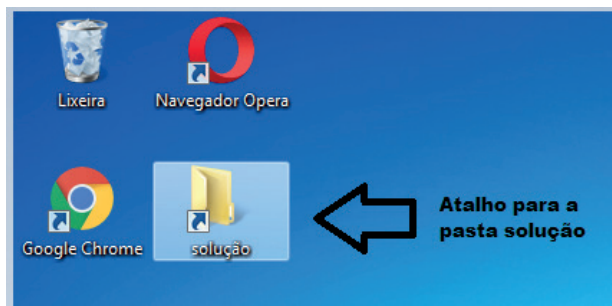 Lixeira
Navegador Opera
Google Chrome
solução
Atalho para a
pasta solução